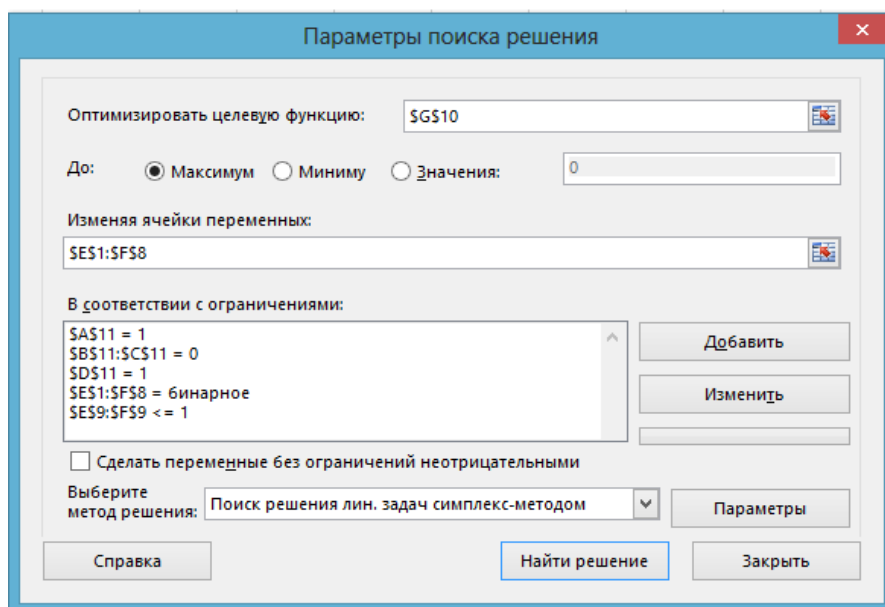 Параметры поиска решения
Оптимизировать целевую функцию: $G$10
До: Максимум Миниму Значения: 0
Изменяя ячейки переменных:
$E$1:$F$8
В соответствии с ограничениями:
$A$11 = 1
$B$11:$C$11 = 0
$D$11 = 1
$E$1:$F$8 = бинарное
$E$9:$F$9 <= 1
Добавить
Изменить
Сделать переменные без ограничений неотрицательными
Выберите
метод решения: Поиск решения лин. задач симплекс-методом
Параметры
Справка Найти решение Закрыть